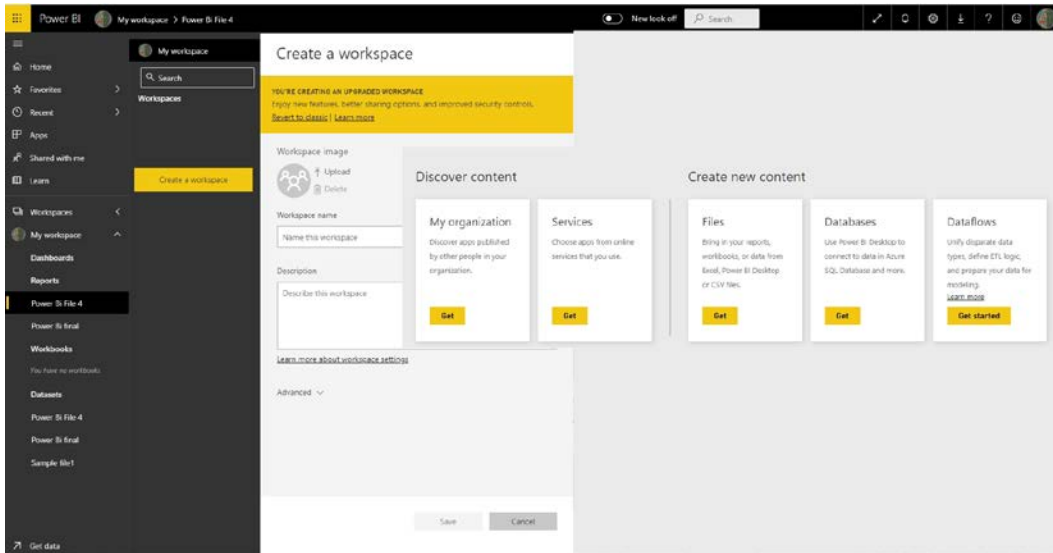 Power BI
My workspace > Power Bi File 4
New look off
Search
Home
Favorites
Recent
Apps
Shared with me
Learn
Workspaces
My workspace
Dashboards
Reports
Power Bi File 4
Power Bi final
Workbooks
You have no workbooks
Datasets
Power Bi File 4
Power Bi final
Sample file1
Get data
My workspace
Search
Workspaces
Create a workspace
Create a workspace
YOU'RE CREATING AN UPGRADED WORKSPACE
Enjoy new features, better sharing options, and improved security controls.
Revert to classic | Learn more
Workspace image
Upload
Delete
Workspace name
Name this workspace
Description
Describe this workspace
Learn more about workspace settings
Advanced
Save
Cancel
Discover content
My organization
Discover apps published
by other people in your
organization.
Get
Services
Choose apps from online
services that you use.
Get
Create new content
Files
Bring in your reports,
workbooks, or data from
Excel, Power BI Desktop
or CSV files.
Get
Databases
Use Power BI Desktop to
connect to data in Azure
SQL Database and more.
Get
Dataflows
Unify disparate data
types, define ETL logic,
and prepare your data for
modeling.
Learn more
Get started